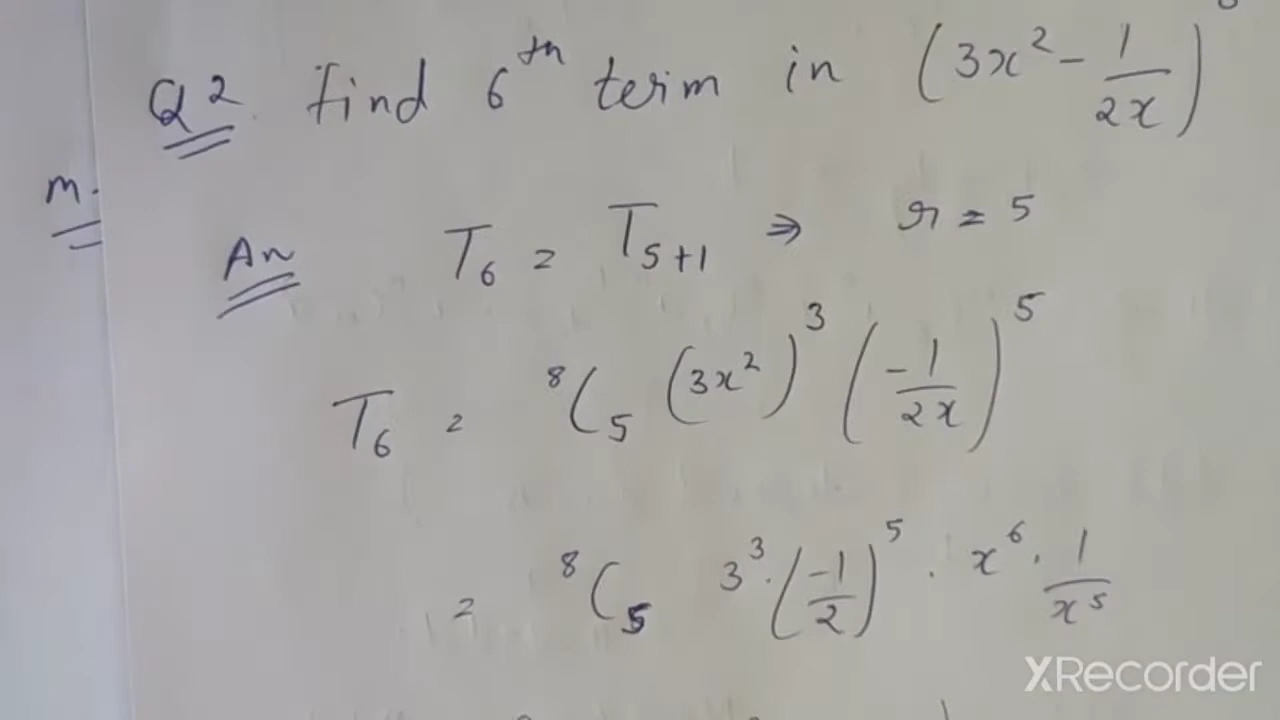 Q2. find 6th term in (3x² - 1/2x)
m.
An T₆ = T₅₊₁ ⇒ r = 5
T₆ = ⁸C₅ (3x²)³ (-1/2x)⁵
= ⁸C₅ 3³ · (-1/2)⁵ · x⁶ · 1/x⁵
XRecorder